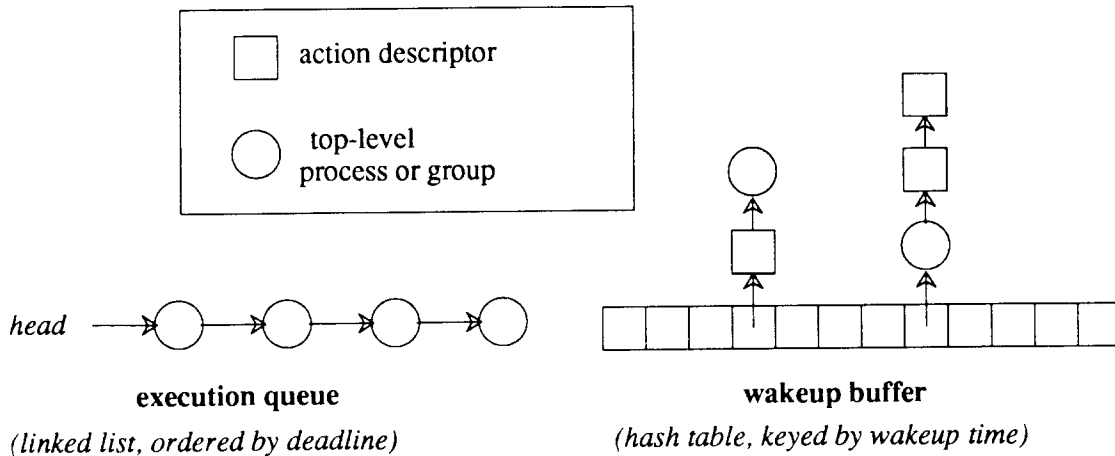 action descriptor
top-level
process or group
head
execution queue
(linked list, ordered by deadline)
wakeup buffer
(hash table, keyed by wakeup time)